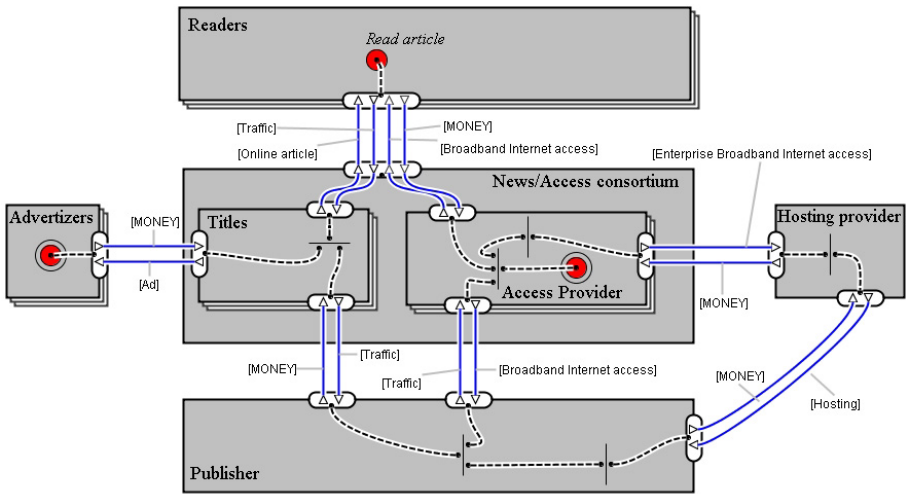 Readers
Read article
[Traffic]
[MONEY]
[Online article]
[Broadband Internet access]
[Enterprise Broadband Internet access]
News/Access consortium
Advertizers
[MONEY]
Titles
Hosting provider
[Ad]
Access Provider
[MONEY]
[Traffic]
[MONEY]
[Broadband Internet access]
[Traffic]
[MONEY]
[Hosting]
Publisher